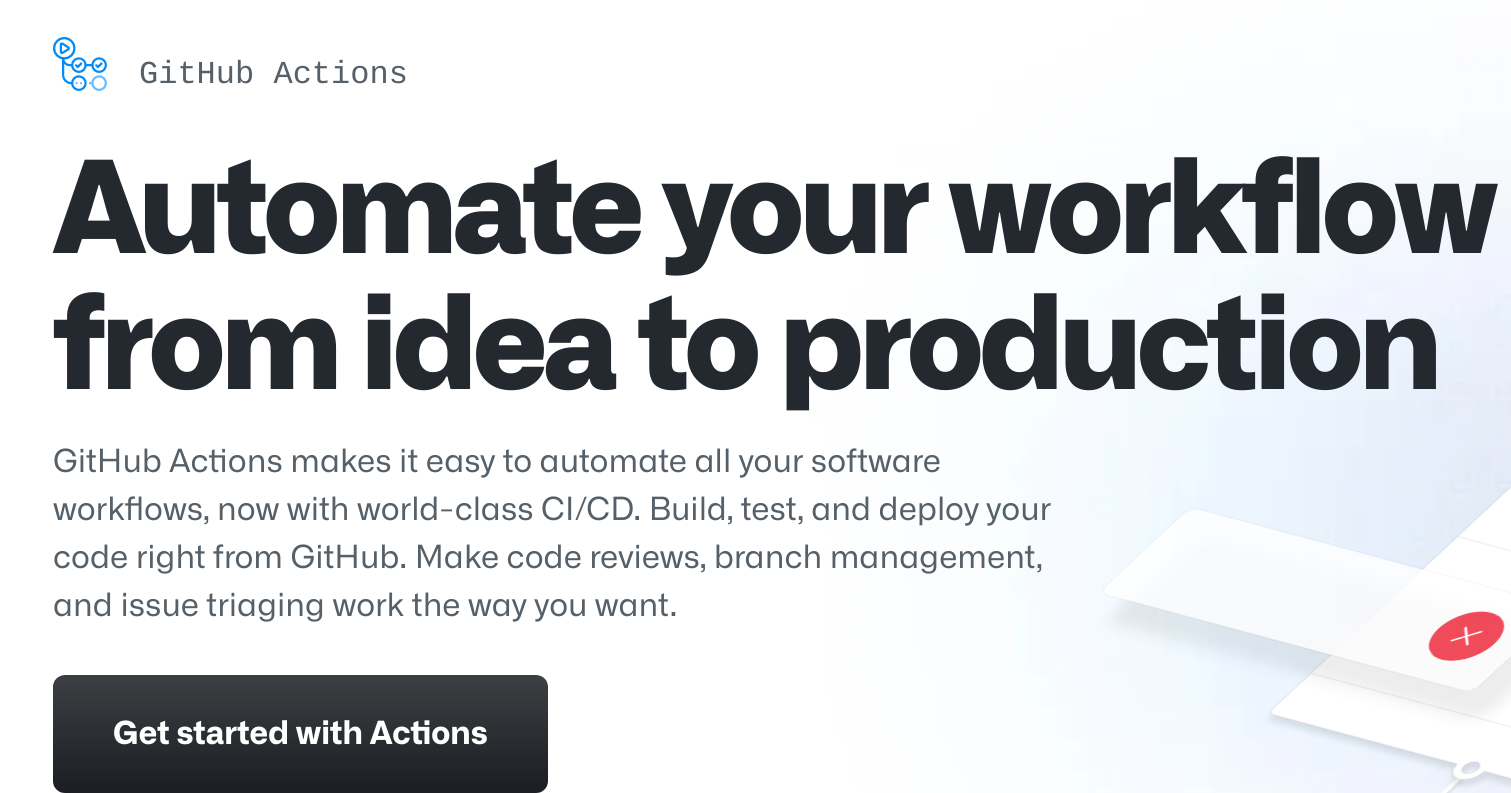 GitHub Actions
Automate your workflow
from idea to production
GitHub Actions makes it easy to automate all your software
workflows, now with world-class CI/CD. Build, test, and deploy your
code right from GitHub. Make code reviews, branch management,
and issue triaging work the way you want.
Get started with Actions